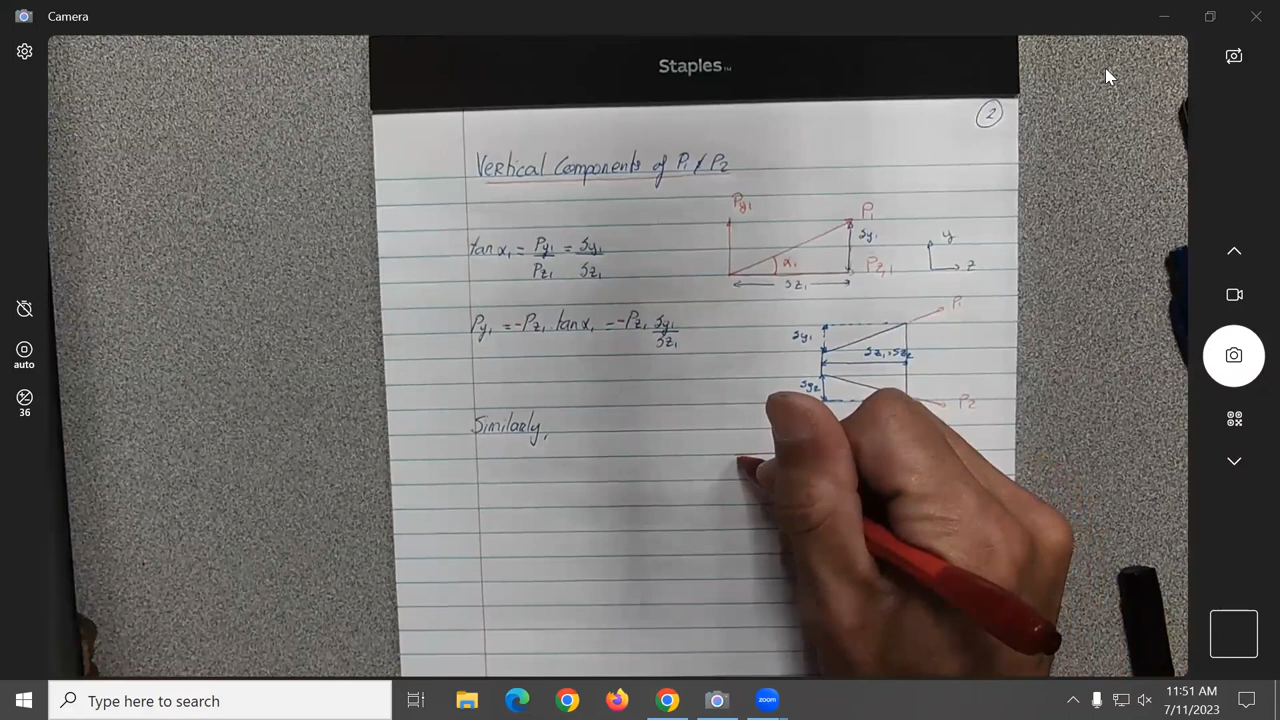 Camera
Staples
2
Vertical Components of P1 & P2
Py1
P1
δy1
tan α1 = Py1/Pz1 = δy1/δz1
α1
Pz1
y
z
δz1
Py1 = -Pz1 tan α1 = -Pz1 δy1/δz1
P1
δy1
δz1 = δz2
δy2
P2
Similarly,
auto
36
Type here to search
zoom
11:51 AM
7/11/2023